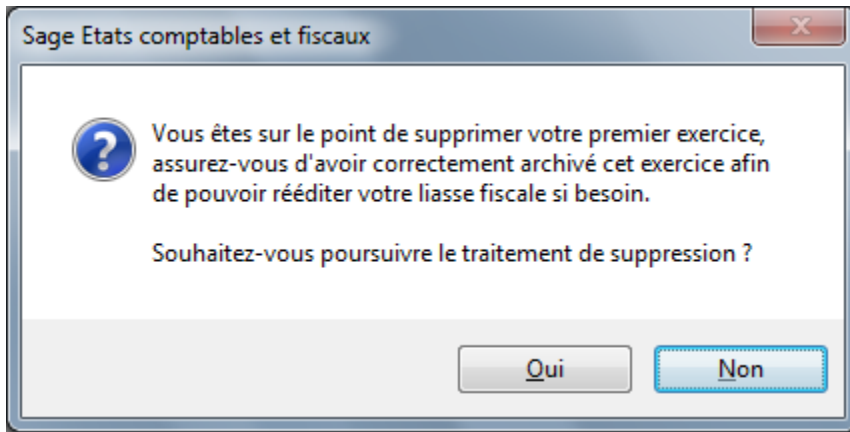 Sage Etats comptables et fiscaux
Vous êtes sur le point de supprimer votre premier exercice,
assurez-vous d'avoir correctement archivé cet exercice afin
de pouvoir rééditer votre liasse fiscale si besoin.
Souhaitez-vous poursuivre le traitement de suppression ?
Oui
Non